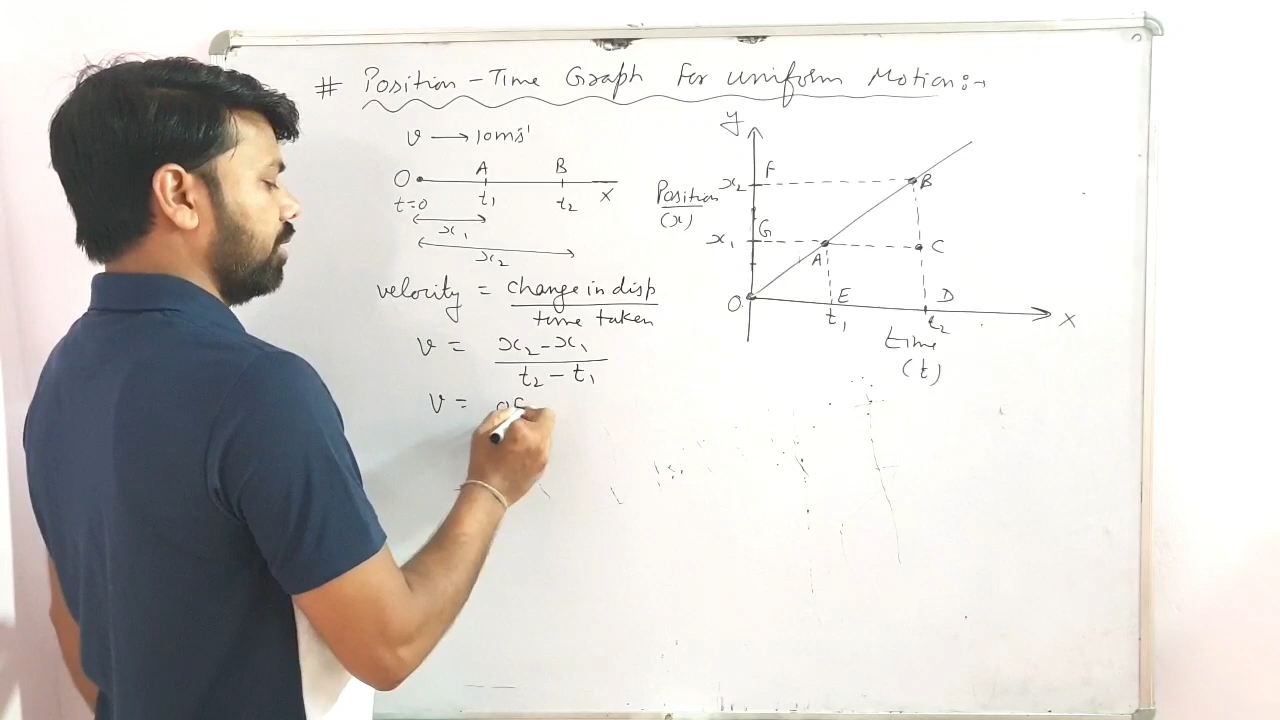 # Position - Time Graph For Uniform Motion:→
v → 10ms⁻¹
O A B X
t=0 t₁ t₂
x₁
x₂
velocity = change in disp / time taken
v = x₂ - x₁ / t₂ - t₁
v =
y
Position (x)
x₂ F B
x₁ G A C
O E D X
t₁ t₂
time
(t)